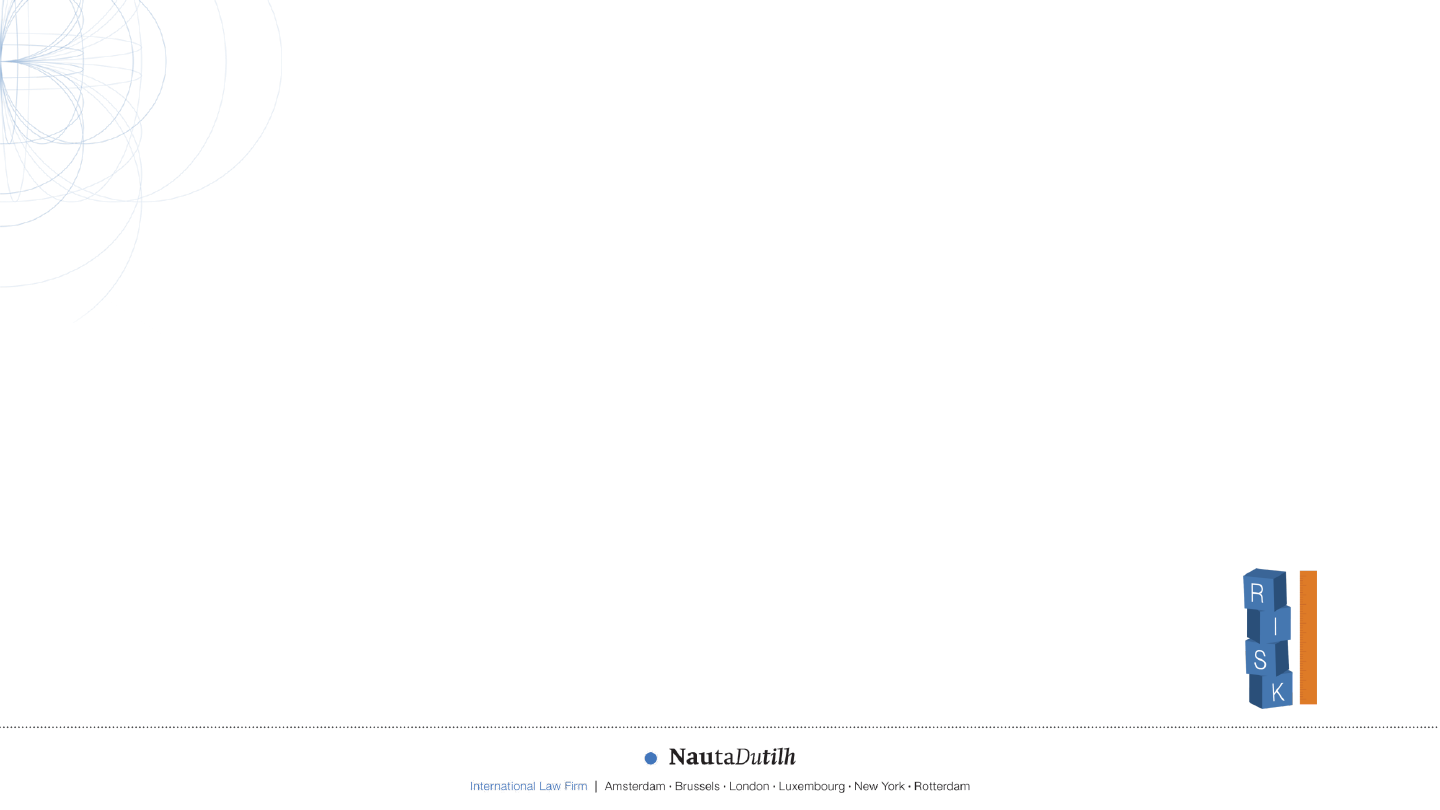 R
I
S
K
NautaDutilh
International Law Firm | Amsterdam · Brussels · London · Luxembourg · New York · Rotterdam